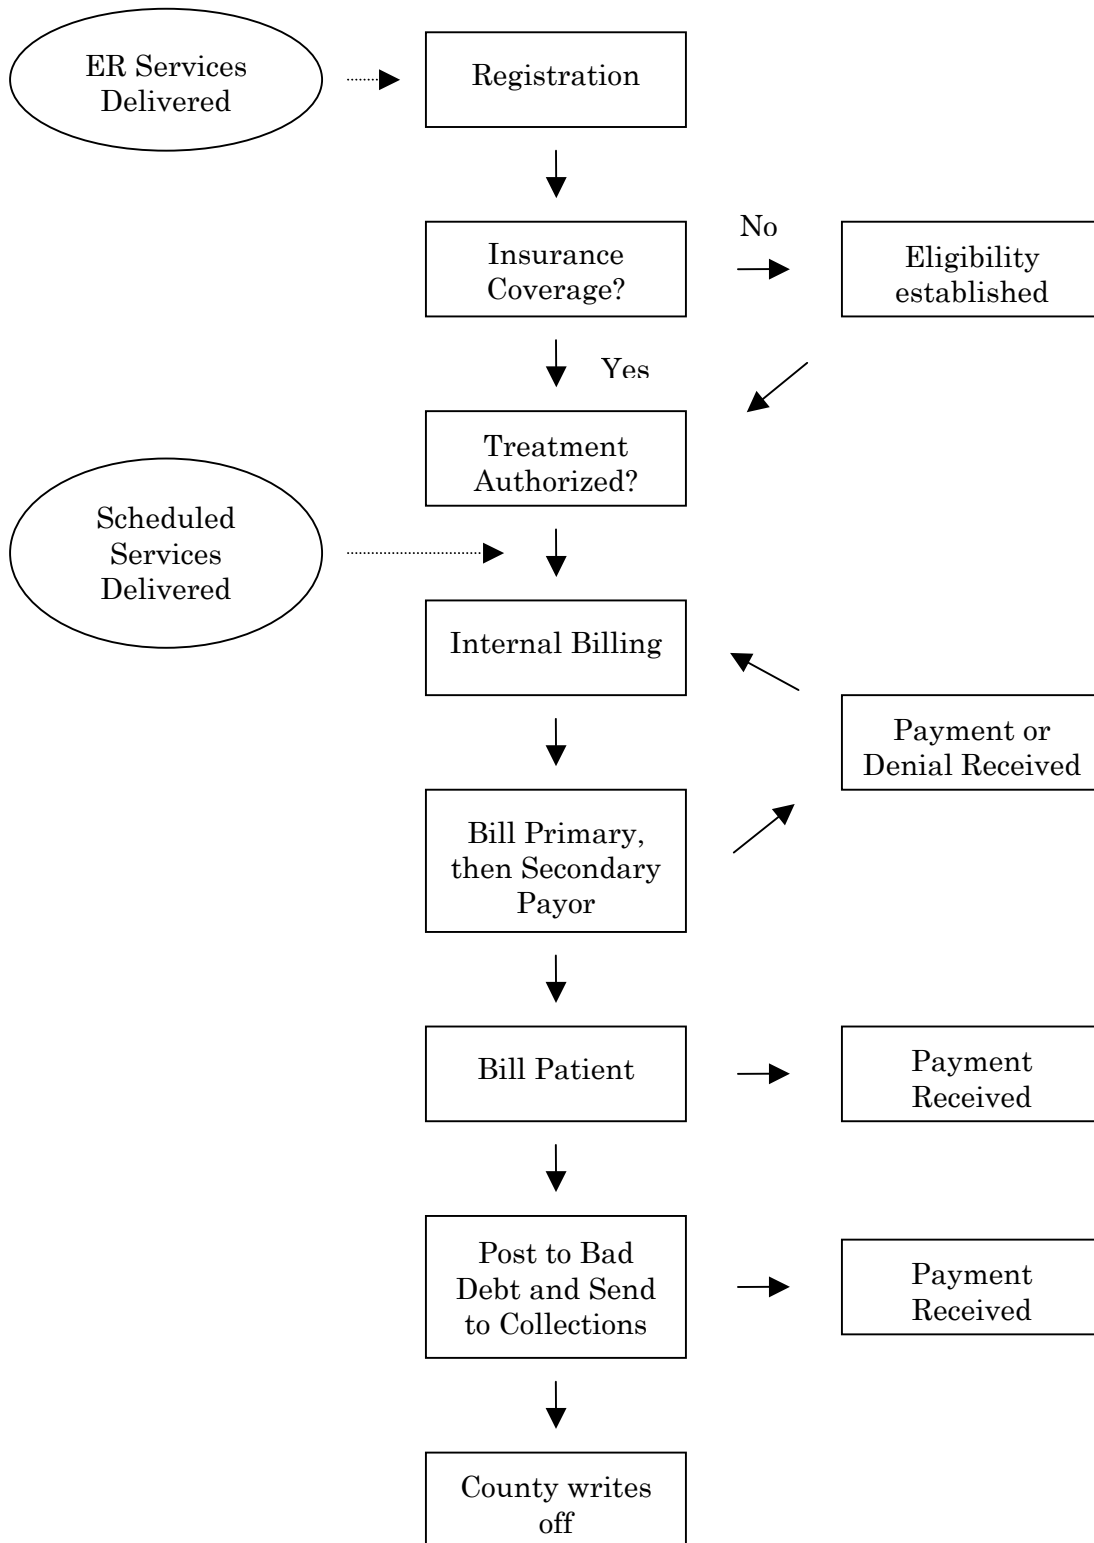 ER Services
Delivered
Registration
No
Insurance
Coverage?
Eligibility
established
Yes
Treatment
Authorized?
Scheduled
Services
Delivered
Internal Billing
Payment or
Denial Received
Bill Primary,
then Secondary
Payor
Bill Patient
Payment
Received
Post to Bad
Debt and Send
to Collections
Payment
Received
County writes
off